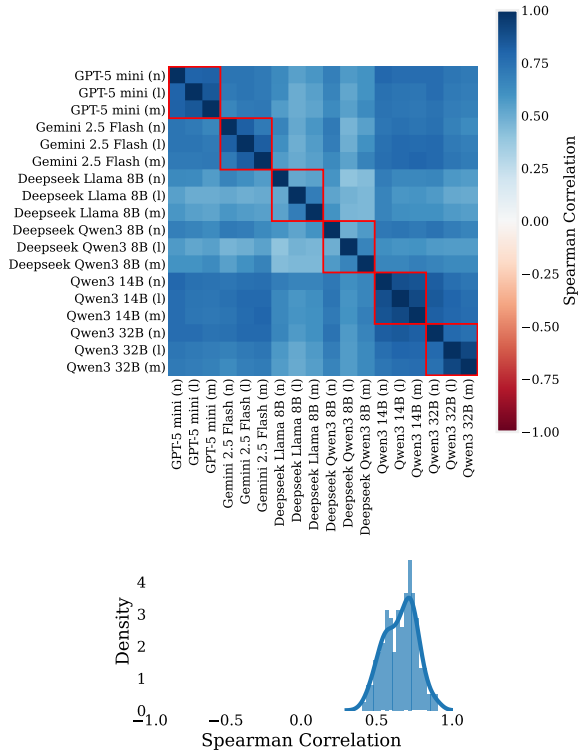 1.00
0.75
0.50
0.25
0.00
−0.25
−0.50
−0.75
−1.00
Spearman Correlation
GPT-5 mini (n)
GPT-5 mini (l)
GPT-5 mini (m)
Gemini 2.5 Flash (n)
Gemini 2.5 Flash (l)
Gemini 2.5 Flash (m)
Deepseek Llama 8B (n)
Deepseek Llama 8B (l)
Deepseek Llama 8B (m)
Deepseek Qwen3 8B (n)
Deepseek Qwen3 8B (l)
Deepseek Qwen3 8B (m)
Qwen3 14B (n)
Qwen3 14B (l)
Qwen3 14B (m)
Qwen3 32B (n)
Qwen3 32B (l)
Qwen3 32B (m)
GPT-5 mini (n)
GPT-5 mini (l)
GPT-5 mini (m)
Gemini 2.5 Flash (n)
Gemini 2.5 Flash (l)
Gemini 2.5 Flash (m)
Deepseek Llama 8B (n)
Deepseek Llama 8B (l)
Deepseek Llama 8B (m)
Deepseek Qwen3 8B (n)
Deepseek Qwen3 8B (l)
Deepseek Qwen3 8B (m)
Qwen3 14B (n)
Qwen3 14B (l)
Qwen3 14B (m)
Qwen3 32B (n)
Qwen3 32B (l)
Qwen3 32B (m)
Density
4
3
2
1
0
−1.0 −0.5 0.0 0.5 1.0
Spearman Correlation